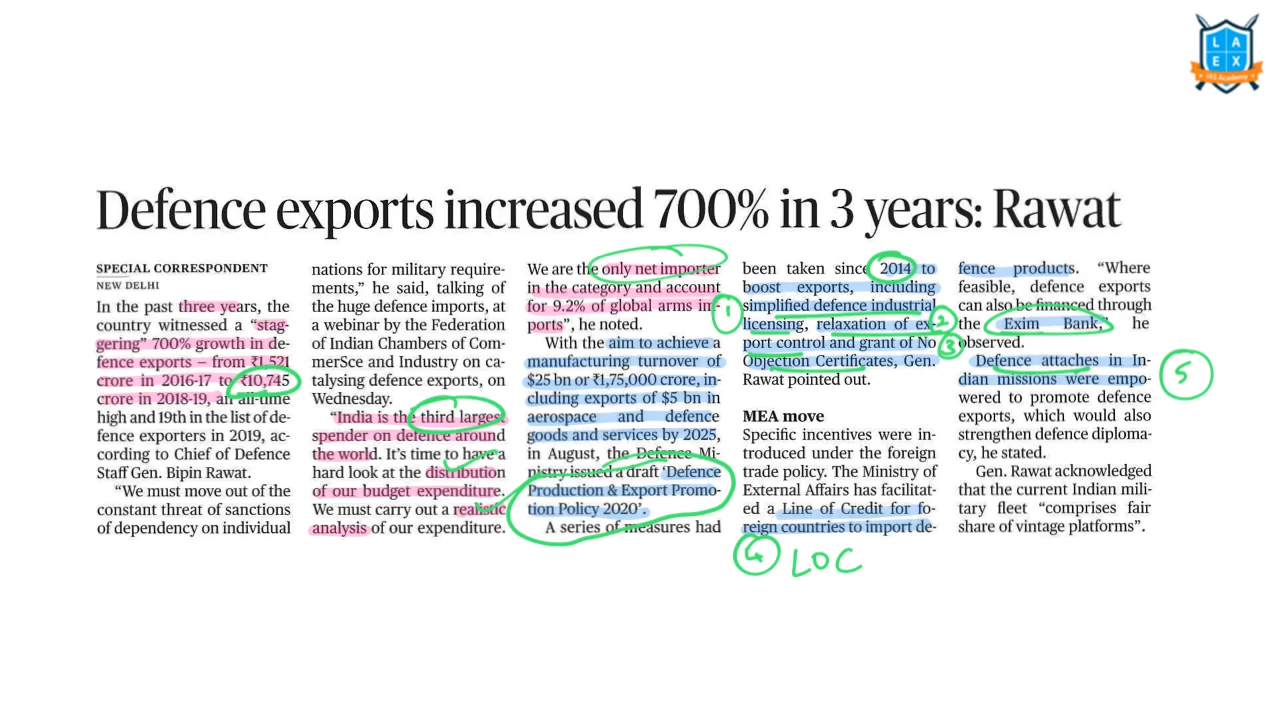 L A
E X
IAS Academy
Defence exports increased 700% in 3 years: Rawat
SPECIAL CORRESPONDENT
NEW DELHI
In the past three years, the
country witnessed a “stag-
gering” 700% growth in de-
fence exports – from ₹1,521
crore in 2016-17 to ₹10,745
crore in 2018-19, an all-time
high and 19th in the list of de-
fence exporters in 2019, ac-
cording to Chief of Defence
Staff Gen. Bipin Rawat.
“We must move out of the
constant threat of sanctions
of dependency on individual
nations for military require-
ments,” he said, talking of
the huge defence imports, at
a webinar by the Federation
of Indian Chambers of Com-
merSce and Industry on ca-
talysing defence exports, on
Wednesday.
“India is the third largest
spender on defence around
the world. It’s time to have a
hard look at the distribution
of our budget expenditure.
We must carry out a realistic
analysis of our expenditure.
We are the only net importer
in the category and account
for 9.2% of global arms im-
ports”, he noted.
With the aim to achieve a
manufacturing turnover of
$25 bn or ₹1,75,000 crore, in-
cluding exports of $5 bn in
aerospace and defence
goods and services by 2025,
in August, the Defence Mi-
nistry issued a draft ‘Defence
Production & Export Promo-
tion Policy 2020’.
A series of measures had
been taken since 2014 to
boost exports, including
simplified defence industrial
licensing, relaxation of ex-
port control and grant of No
Objection Certificates, Gen.
Rawat pointed out.
MEA move
Specific incentives were in-
troduced under the foreign
trade policy. The Ministry of
External Affairs has facilitat-
ed a Line of Credit for fo-
reign countries to import de-
fence products. “Where
feasible, defence exports
can also be financed through
the Exim Bank,” he
observed.
Defence attaches in In-
dian missions were empo-
wered to promote defence
exports, which would also
strengthen defence diploma-
cy, he stated.
Gen. Rawat acknowledged
that the current Indian mili-
tary fleet “comprises fair
share of vintage platforms”.
1
2
3
4 LOC
5